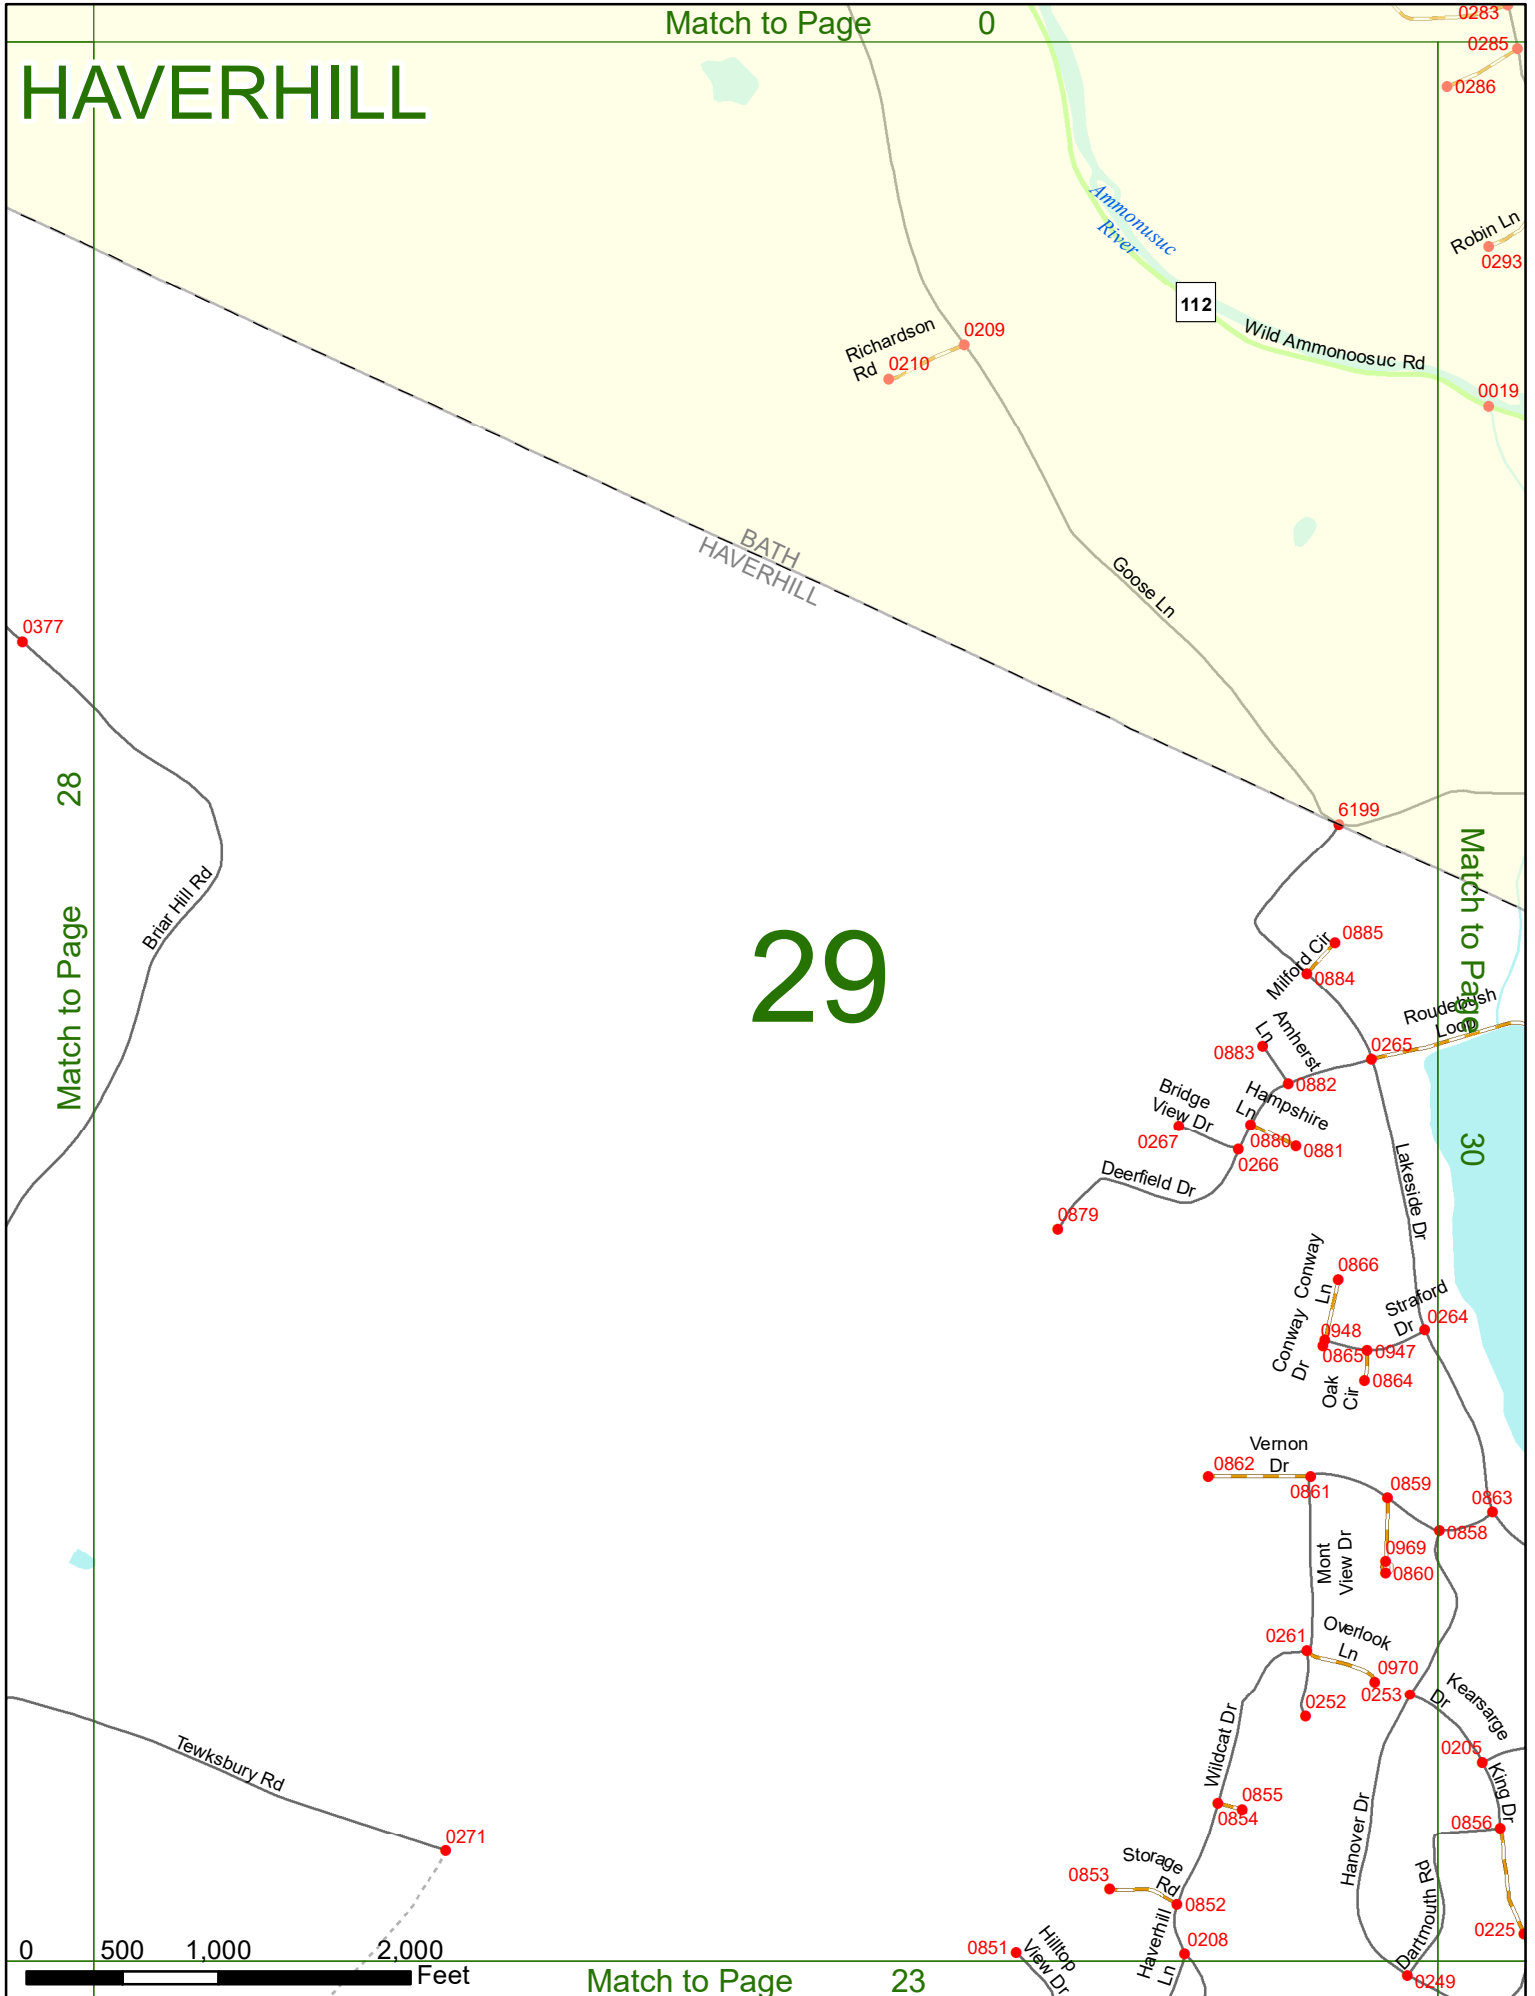 Match to Page 0
HAVERHILL
0283
0285
0286
Ammonusuc
River
Robin Ln
0293
112
Wild Ammonoosuc Rd
Richardson
Rd
0209
0210
0019
BATH
HAVERHILL
Goose Ln
0377
28
Match to Page
Briar Hill Rd
6199
29
Match to Page
30
Milford Cir
0885
0884
Roudebush
Loop
0265
Amherst
Ln
0883
0882
Bridge
View Dr
Hampshire
Ln
0267
0880
0881
0266
Deerfield Dr
0879
Lakeside Dr
Conway
Ln
0866
Straford
Dr
0264
Conway
Dr
0948
0865
0947
Oak
Cir
0864
Vernon
Dr
0862
0861
0859
0863
0858
Mont
View Dr
0969
0860
0261
Overlook
Ln
0970
0253
0252
Kearsarge
Dr
Wildcat Dr
0205
King Dr
Tewksbury Rd
0855
0854
0856
Hanover Dr
0271
Storage
Rd
0853
0852
Dartmouth Rd
0225
Haverhill
Ln
0208
0851
Hilltop
View Dr
0249
0 500 1,000 2,000
Feet
Match to Page 23